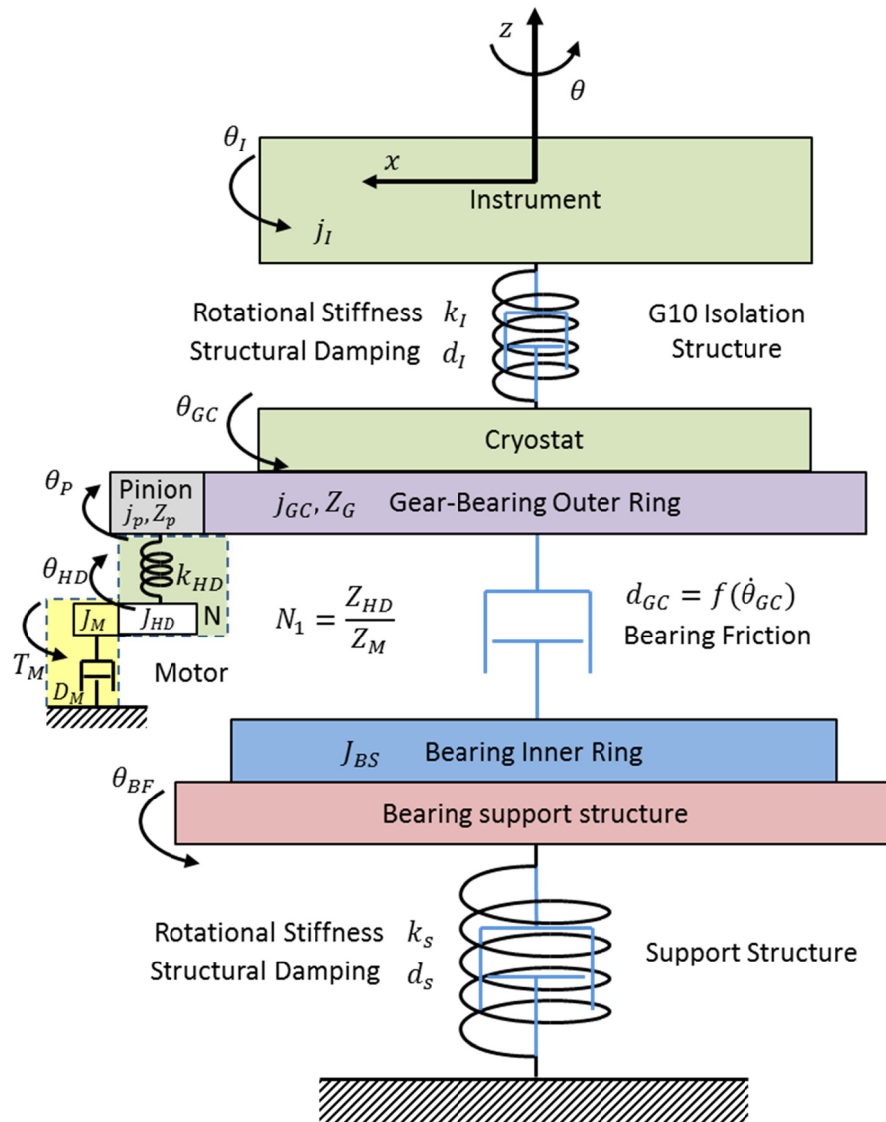 z
θ
θ_I
x
Instrument
j_I
Rotational Stiffness k_I
Structural Damping d_I
G10 Isolation
Structure
θ_GC
Cryostat
θ_P
Pinion
j_p, Z_p
j_GC, Z_G Gear-Bearing Outer Ring
θ_HD
k_HD
J_M
J_HD
N
N_1 = Z_HD / Z_M
d_GC = f(θ̇_GC)
Bearing Friction
T_M
Motor
D_M
J_BS Bearing Inner Ring
θ_BF
Bearing support structure
Rotational Stiffness k_s
Structural Damping d_s
Support Structure